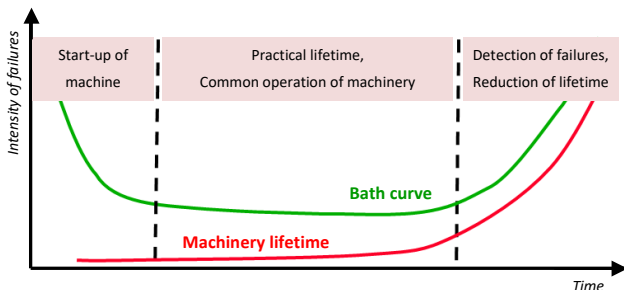 Intensity of failures
Start-up of
machine
Practical lifetime,
Common operation of machinery
Detection of failures,
Reduction of lifetime
Bath curve
Machinery lifetime
Time